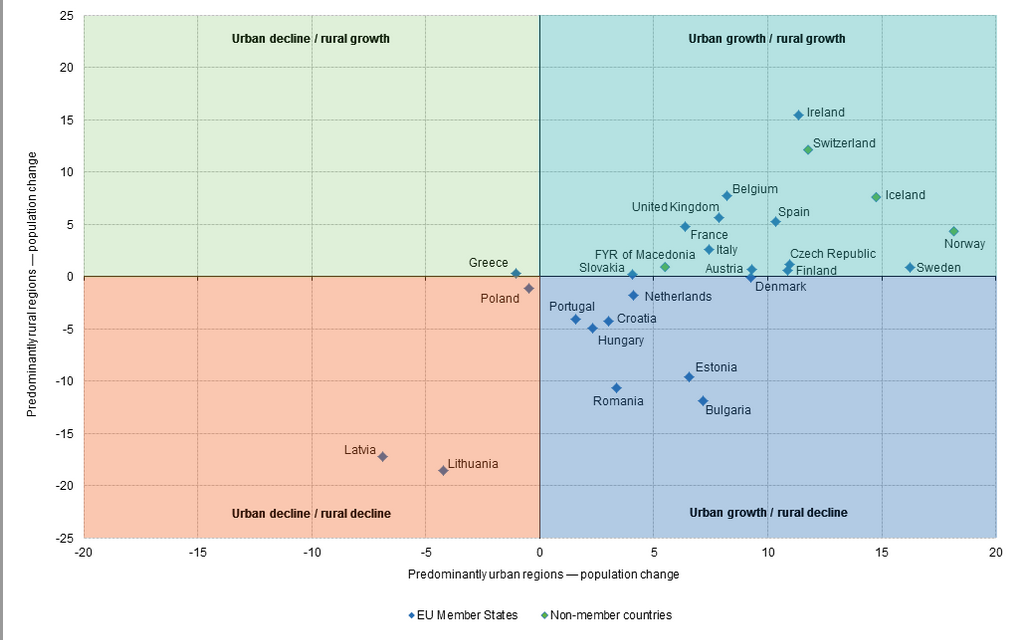 25
20
15
10
5
0
-5
-10
-15
-20
-25
Predominantly rural regions — population change
Urban decline / rural growth
Urban growth / rural growth
Ireland
Switzerland
Belgium
Iceland
United Kingdom
Spain
France
Norway
Italy
FYR of Macedonia
Czech Republic
Greece
Slovakia
Austria
Finland
Sweden
Denmark
Poland
Netherlands
Portugal
Croatia
Hungary
Estonia
Romania
Bulgaria
Latvia
Lithuania
Urban decline / rural decline
Urban growth / rural decline
-20
-15
-10
-5
0
5
10
15
20
Predominantly urban regions — population change
EU Member States
Non-member countries